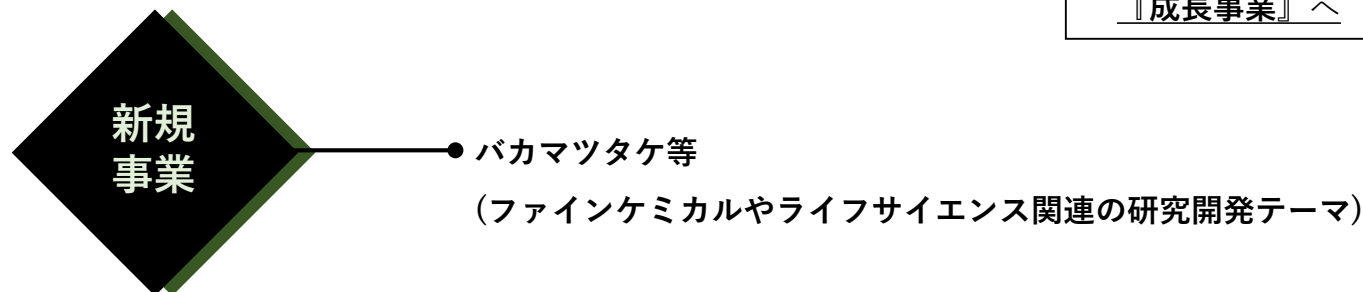 『成長事業』へ
新規
事業
バカマツタケ等
(ファインケミカルやライフサイエンス関連の研究開発テーマ)